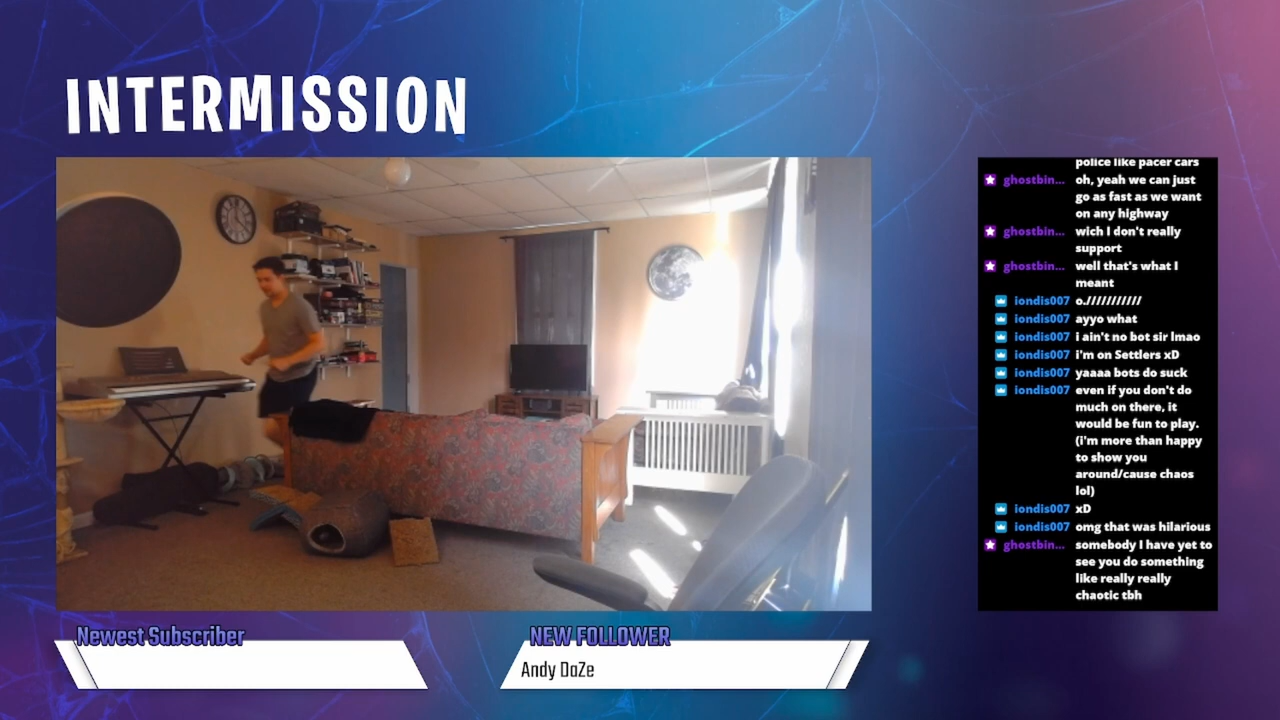 INTERMISSION
police like pacer cars
ghostbin... oh, yeah we can just
go as fast as we want
on any highway
ghostbin... wich I don't really
support
ghostbin... well that's what I
meant
iondis007 o.///////////
iondis007 ayyo what
iondis007 i ain't no bot sir lmao
iondis007 i'm on Settlers xD
iondis007 yaaaa bots do suck
iondis007 even if you don't do
much on there, it
would be fun to play.
(i'm more than happy
to show you
around/cause chaos
lol)
iondis007 xD
iondis007 omg that was hilarious
ghostbin... somebody I have yet to
see you do something
like really really
chaotic tbh
Newest Subscriber
NEW FOLLOWER
Andy DaZe